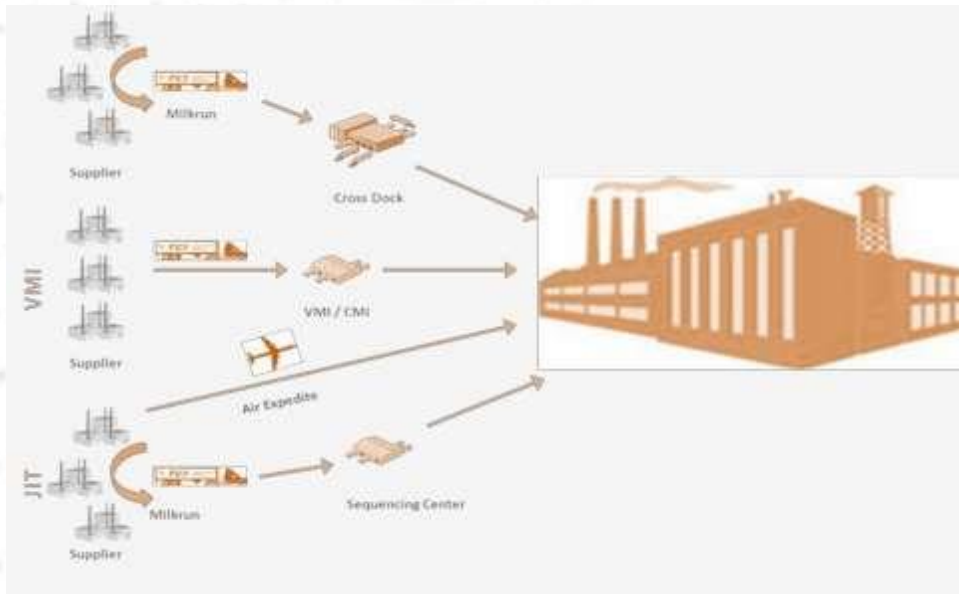 Milkrun
Supplier
Cross Dock
VMI
VMI / CMI
Supplier
Air Expedite
JIT
Milkrun
Sequencing Center
Supplier